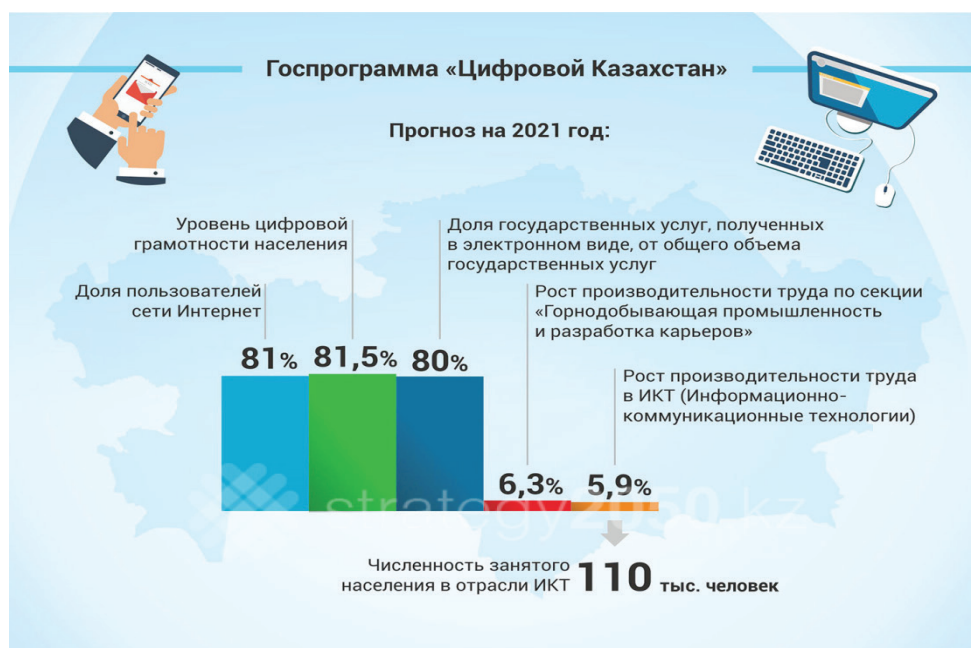 Госпрограмма «Цифровой Казахстан»
Прогноз на 2021 год:
Уровень цифровой
грамотности населения
Доля государственных услуг, полученных
в электронном виде, от общего объема
государственных услуг
Доля пользователей
сети Интернет
Рост производительности труда по секции
«Горнодобывающая промышленность
и разработка карьеров»
81%
81,5%
80%
Рост производительности труда
в ИКТ (Информационно-
коммуникационные технологии)
6,3%
5,9%
strategy2050.kz
Численность занятого
населения в отрасли ИКТ
110 тыс. человек